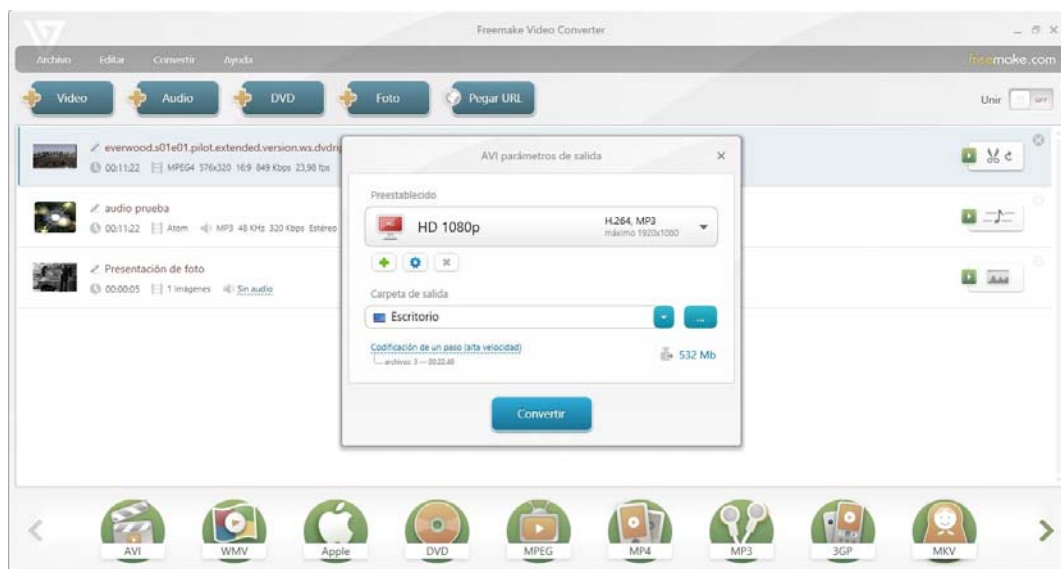 Freemake Video Converter
Archivo Editar Convertir Ayuda
freemake.com
Video Audio DVD Foto Pegar URL
Unir OFF
everwood.s01e01.pilot.extended.version.ws.dvdrip
00:11:22 MPEG4 576x320 16:9 849 Kbps 23,98 fps
audio prueba
00:11:22 Atom MP3 48 KHz 320 Kbps Estéreo
Presentación de foto
00:00:05 1 imágenes Sin audio
AVI parámetros de salida
Preestablecido
HD 1080p
H.264, MP3
máximo 1920x1080
Carpeta de salida
Escritorio
...
Codificación de un paso (alta velocidad)
archivos: 3 — 00:22:49
532 Mb
Convertir
AVI WMV Apple DVD MPEG MP4 MP3 3GP MKV